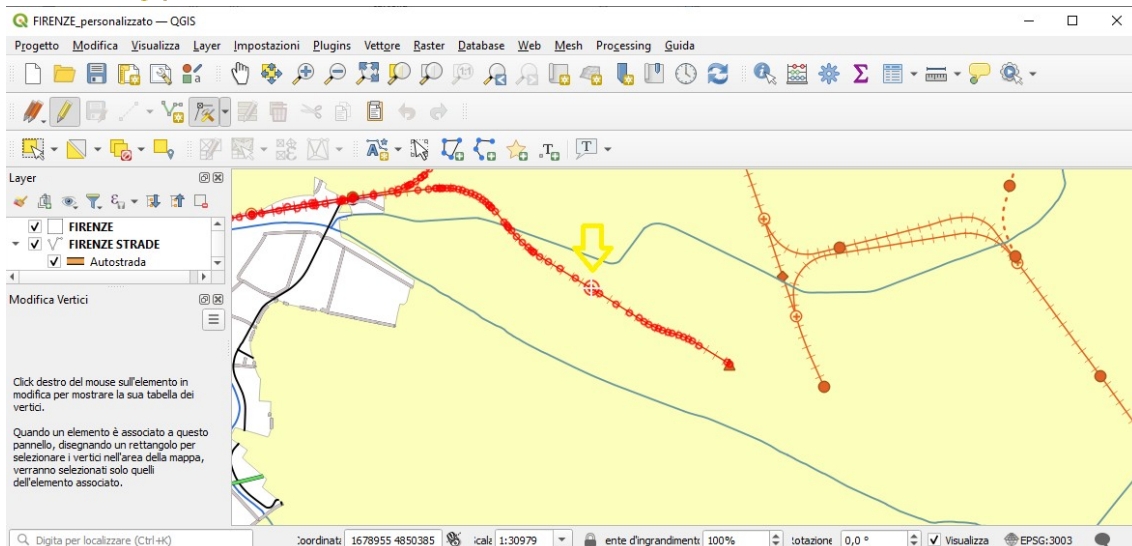 FIRENZE_personalizzato — QGIS
Progetto Modifica Visualizza Layer Impostazioni Plugins Vettore Raster Database Web Mesh Processing Guida
Layer
FIRENZE
FIRENZE STRADE
Autostrada
Modifica Vertici
Click destro del mouse sull'elemento in
modifica per mostrare la sua tabella dei
vertici.
Quando un elemento è associato a questo
pannello, disegnando un rettangolo per
selezionare i vertici nell'area della mappa,
verranno selezionati solo quelli
dell'elemento associato.
Digita per localizzare (Ctrl+K) 1678955 4850385 1:30979 100% 0,0 ° Visualizza EPSG:3003